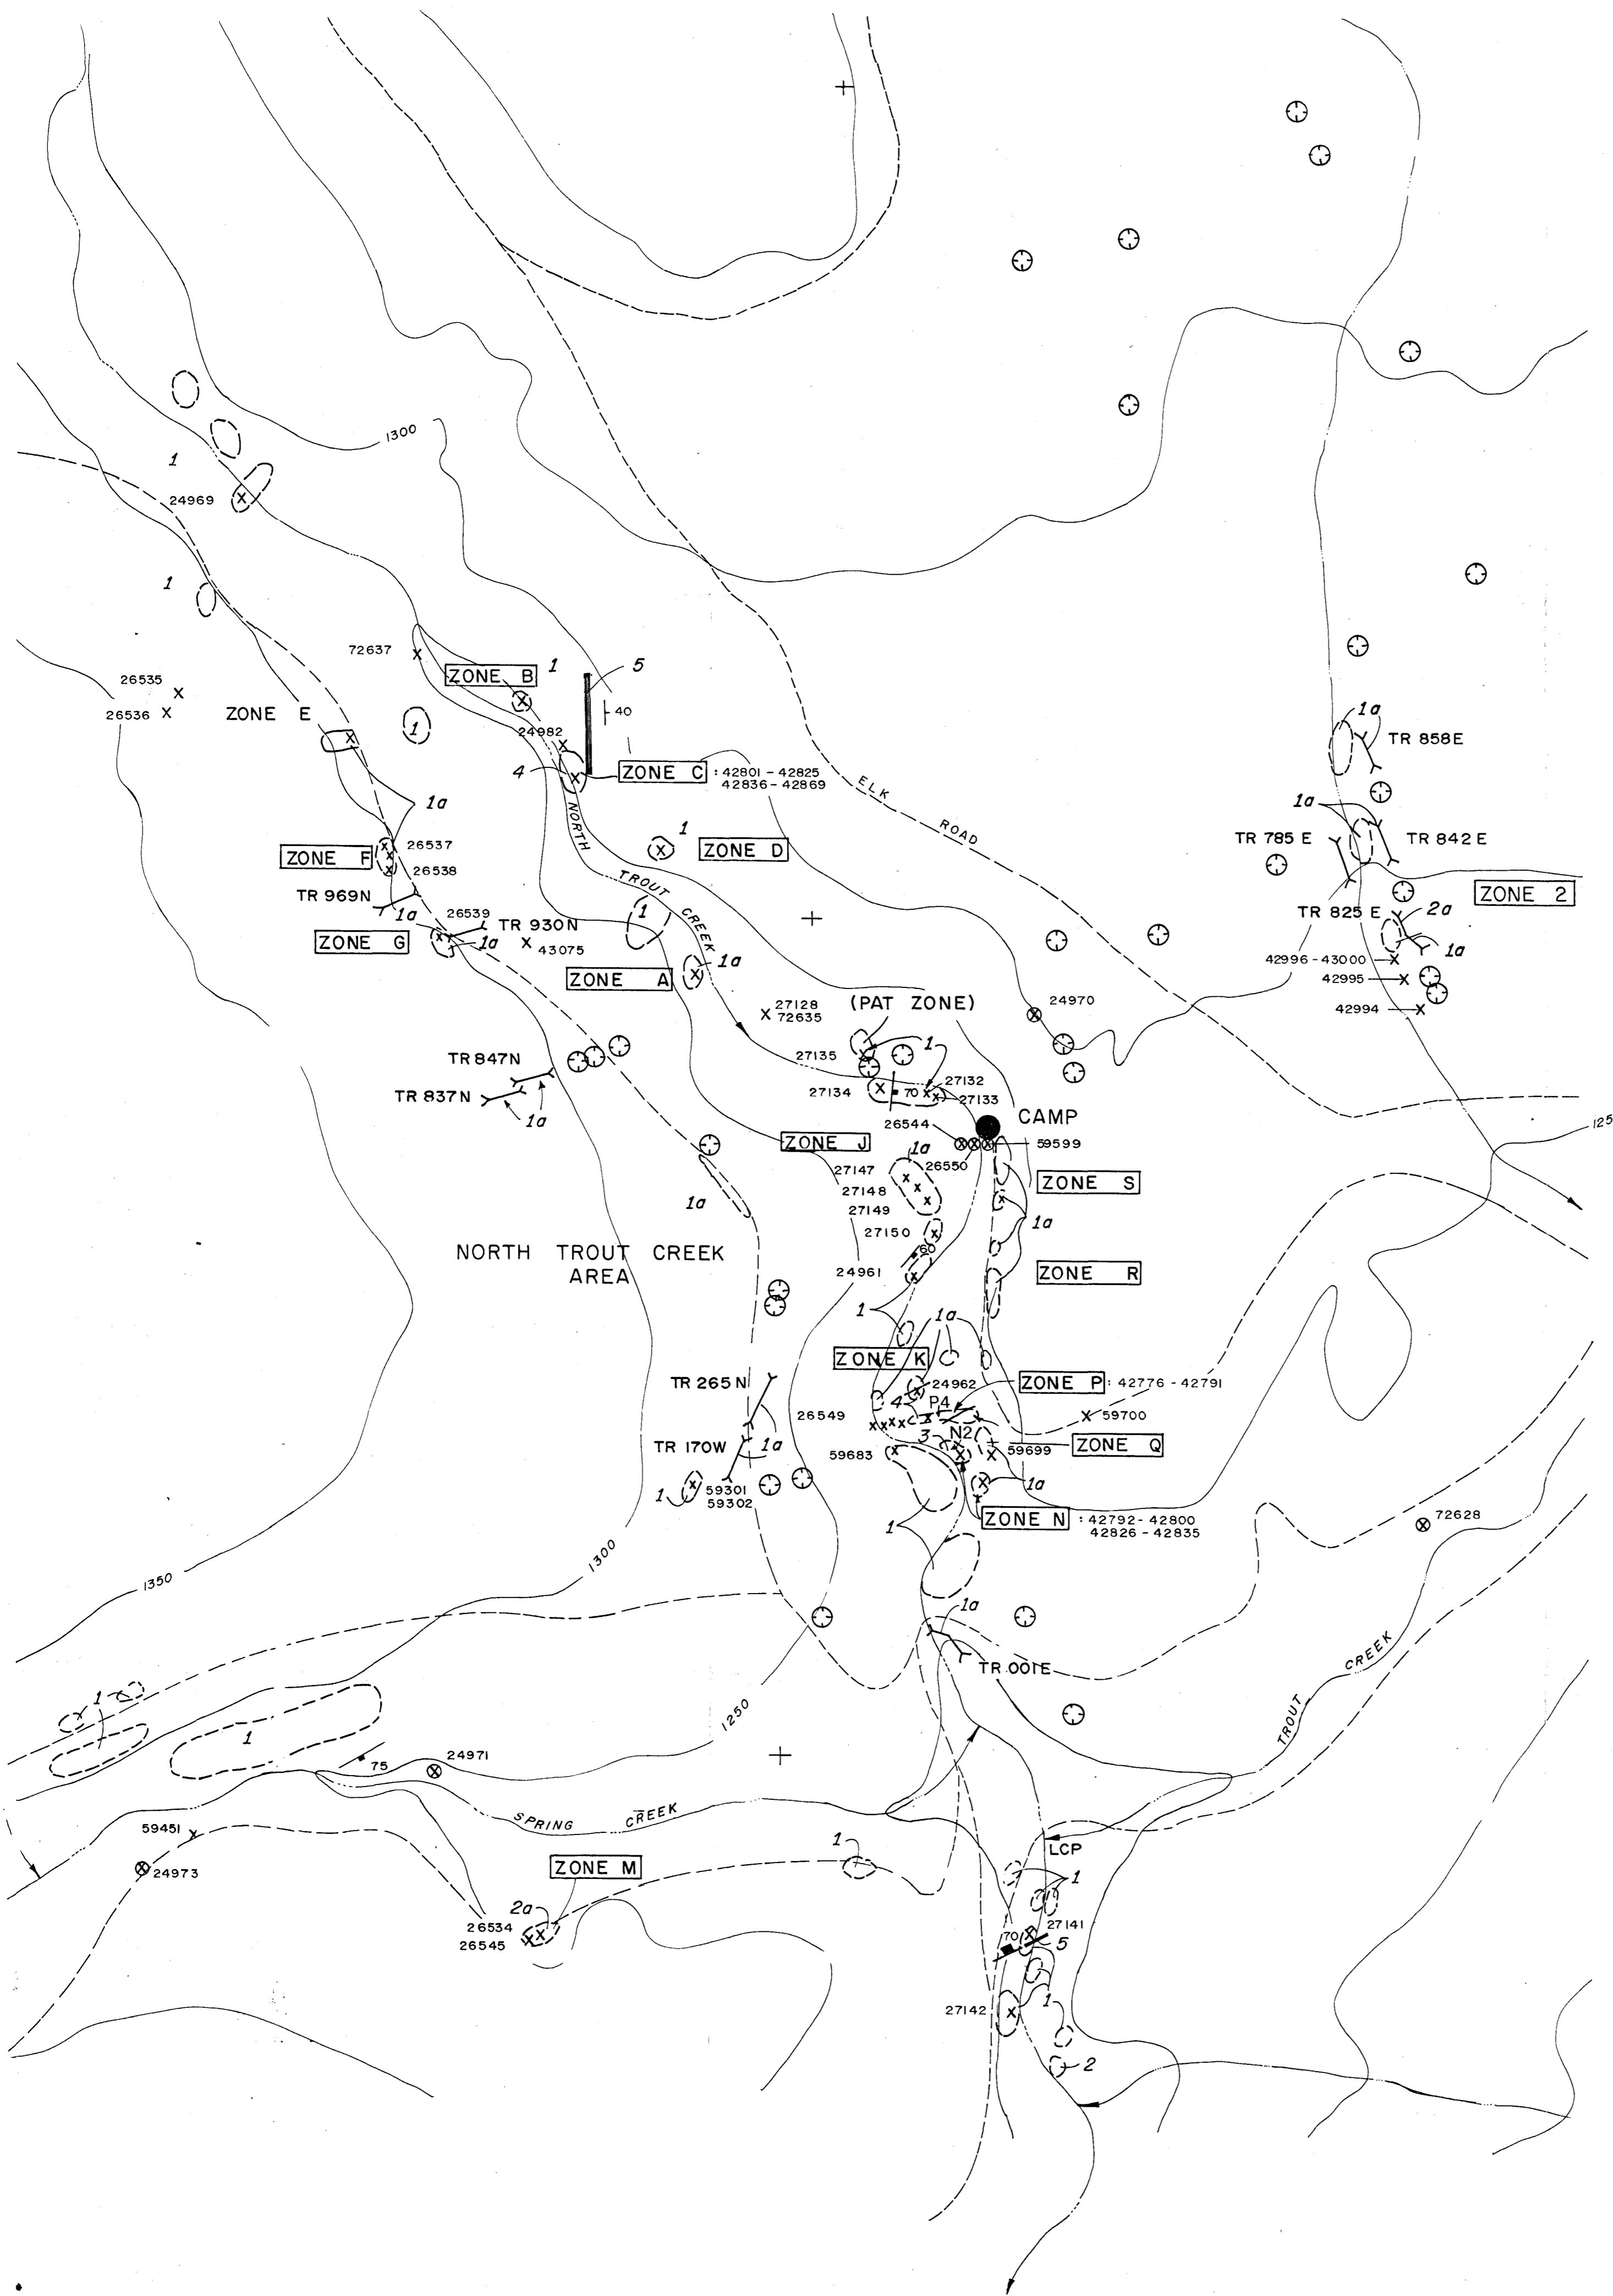 1300
1
24969
1
72637
ZONE B
1
5
26535
26536
ZONE E
1
40
24982
4
ZONE C : 42801 - 42825
42836 - 42869
1a
TR 858E
ELK ROAD
1a
1a
TR 785 E
TR 842 E
NORTH TROUT CREEK
1
ZONE D
ZONE F
26537
26538
TR 969N
1a
26539
TR 930N
1a
43075
ZONE G
1
1a
ZONE A
ZONE 2
TR 825 E
2a
1a
42996 - 43000
42995
42994
27128
72635
(PAT ZONE)
24970
27135
1
TR 847N
TR 837N
1a
27134
70
27132
27133
26544
CAMP
125
ZONE J
1a
26550
59599
27147
27148
27149
ZONE S
1a
1a
27150
60
NORTH TROUT CREEK
AREA
24961
ZONE R
1
1a
ZONE K
TR 265 N
24962
ZONE P : 42776 - 42791
4
P4
26549
59700
TR 170W
1a
3
N2
59683
59699
ZONE Q
1
59301
59302
1a
ZONE N : 42792 - 42800
42826 - 42835
1
72628
1300
1350
1a
TR 001E
TROUT CREEK
1
1
1250
75
24971
SPRING CREEK
59451
24973
ZONE M
1
LCP
1
2a
26534
26545
27141
70
5
27142
1
2